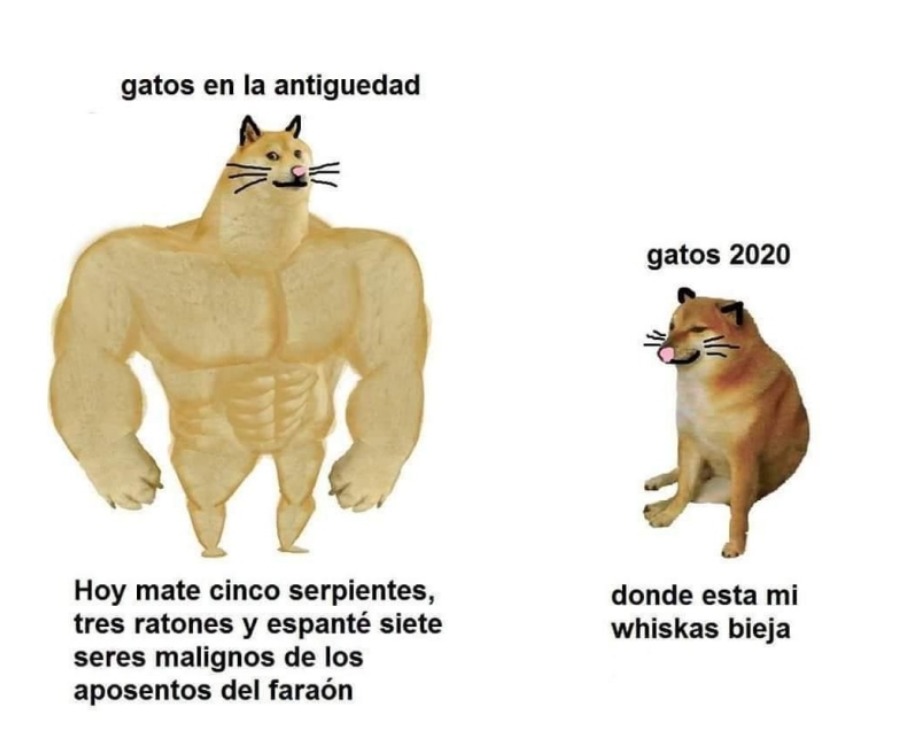 gatos en la antiguedad
gatos 2020
Hoy mate cinco serpientes,
tres ratones y espanté siete
seres malignos de los
aposentos del faraón
donde esta mi
whiskas bieja